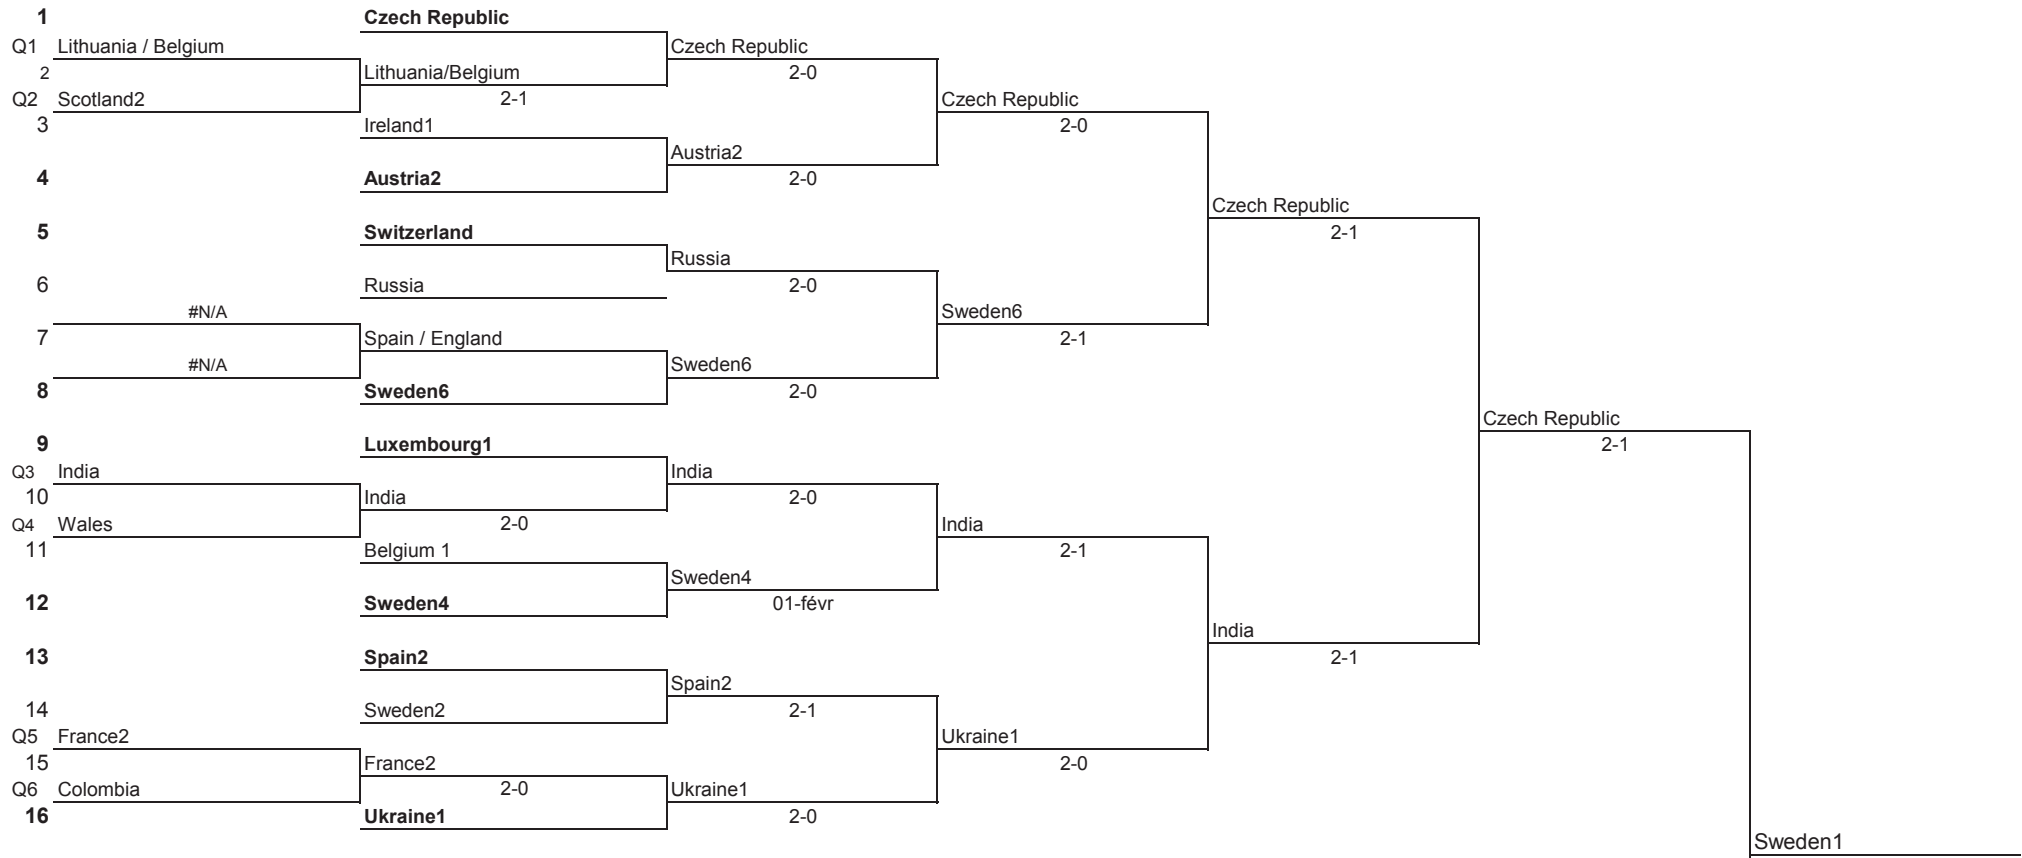 1 Czech Republic
Q1 Lithuania / Belgium Czech Republic
2 Lithuania/Belgium 2-0
Q2 Scotland2 2-1 Czech Republic
3 Ireland1 2-0
Austria2
4 Austria2 2-0
Czech Republic
5 Switzerland 2-1
Russia
6 Russia 2-0
#N/A Sweden6
7 Spain / England 2-1
#N/A Sweden6
8 Sweden6 2-0
Czech Republic
9 Luxembourg1 2-1
Q3 India India
10 India 2-0
Q4 Wales 2-0 India
11 Belgium 1 2-1
Sweden4
12 Sweden4 01-févr
India
13 Spain2 2-1
Spain2
14 Sweden2 2-1
Q5 France2 Ukraine1
15 France2 2-0
Q6 Colombia 2-0 Ukraine1
16 Ukraine1 2-0
Sweden1